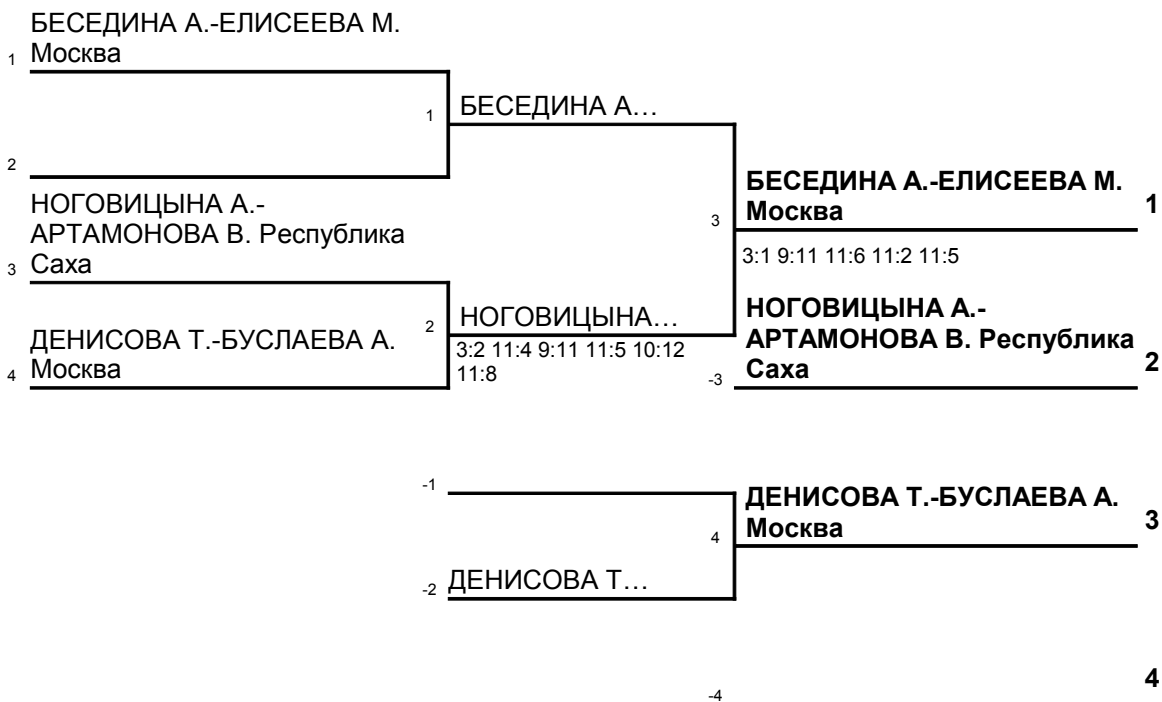 БЕСЕДИНА А.-ЕЛИСЕЕВА М.
1 Москва
1 БЕСЕДИНА А…
2
БЕСЕДИНА А.-ЕЛИСЕЕВА М.
Москва
1
3
3:1 9:11 11:6 11:2 11:5
НОГОВИЦЫНА А.-
АРТАМОНОВА В. Республика
3 Саха
2 НОГОВИЦЫНА…
3:2 11:4 9:11 11:5 10:12
11:8
ДЕНИСОВА Т.-БУСЛАЕВА А.
4 Москва
НОГОВИЦЫНА А.-
АРТАМОНОВА В. Республика
-3 Саха
2
-1
ДЕНИСОВА Т.-БУСЛАЕВА А.
4 Москва
3
-2 ДЕНИСОВА Т…
-4
4